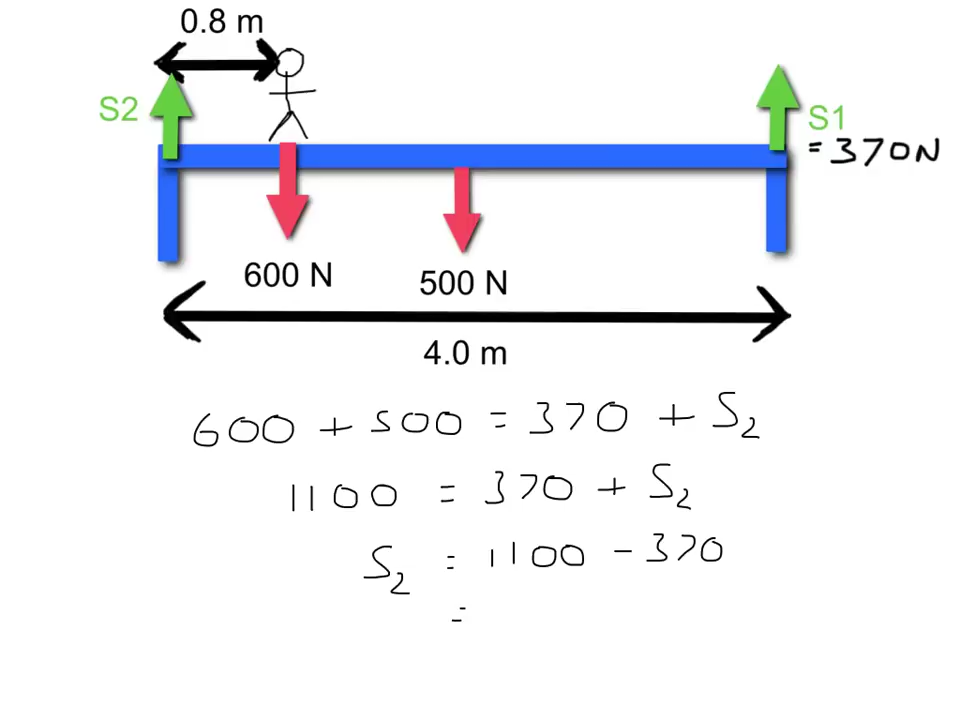 0.8 m
S2
S1
= 370N
600 N
500 N
4.0 m
600 + 500 = 370 + S₂
1100 = 370 + S₂
S₂ = 1100 - 370
=